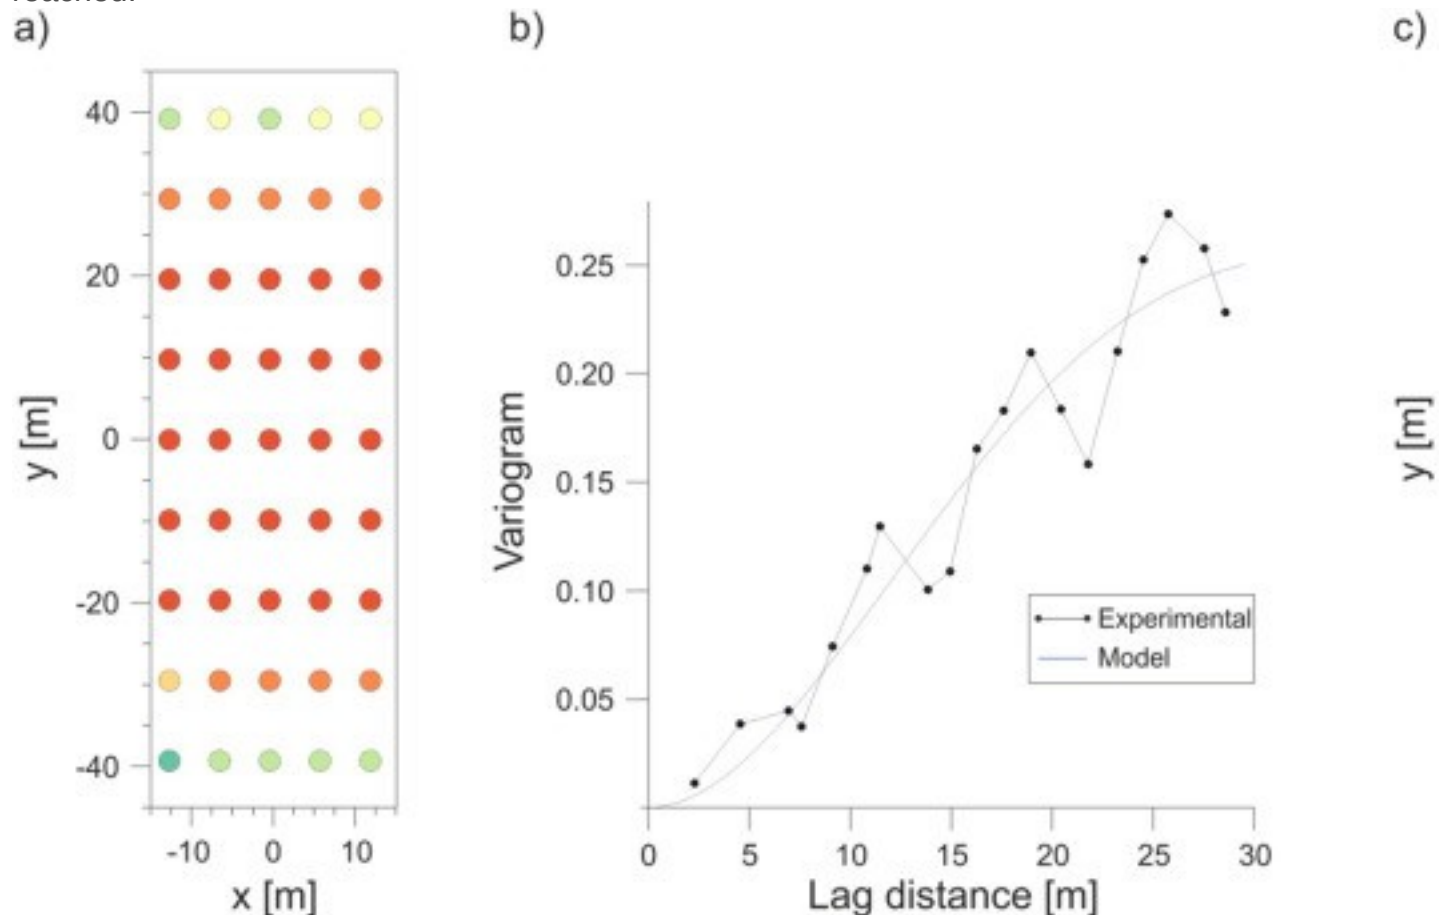 reached.
a)
b)
c)
40
20
0
-20
-40
y [m]
-10 0 10
x [m]
0.25
0.20
0.15
0.10
0.05
Variogram
Experimental
Model
0 5 10 15 20 25 30
Lag distance [m]
y [m]